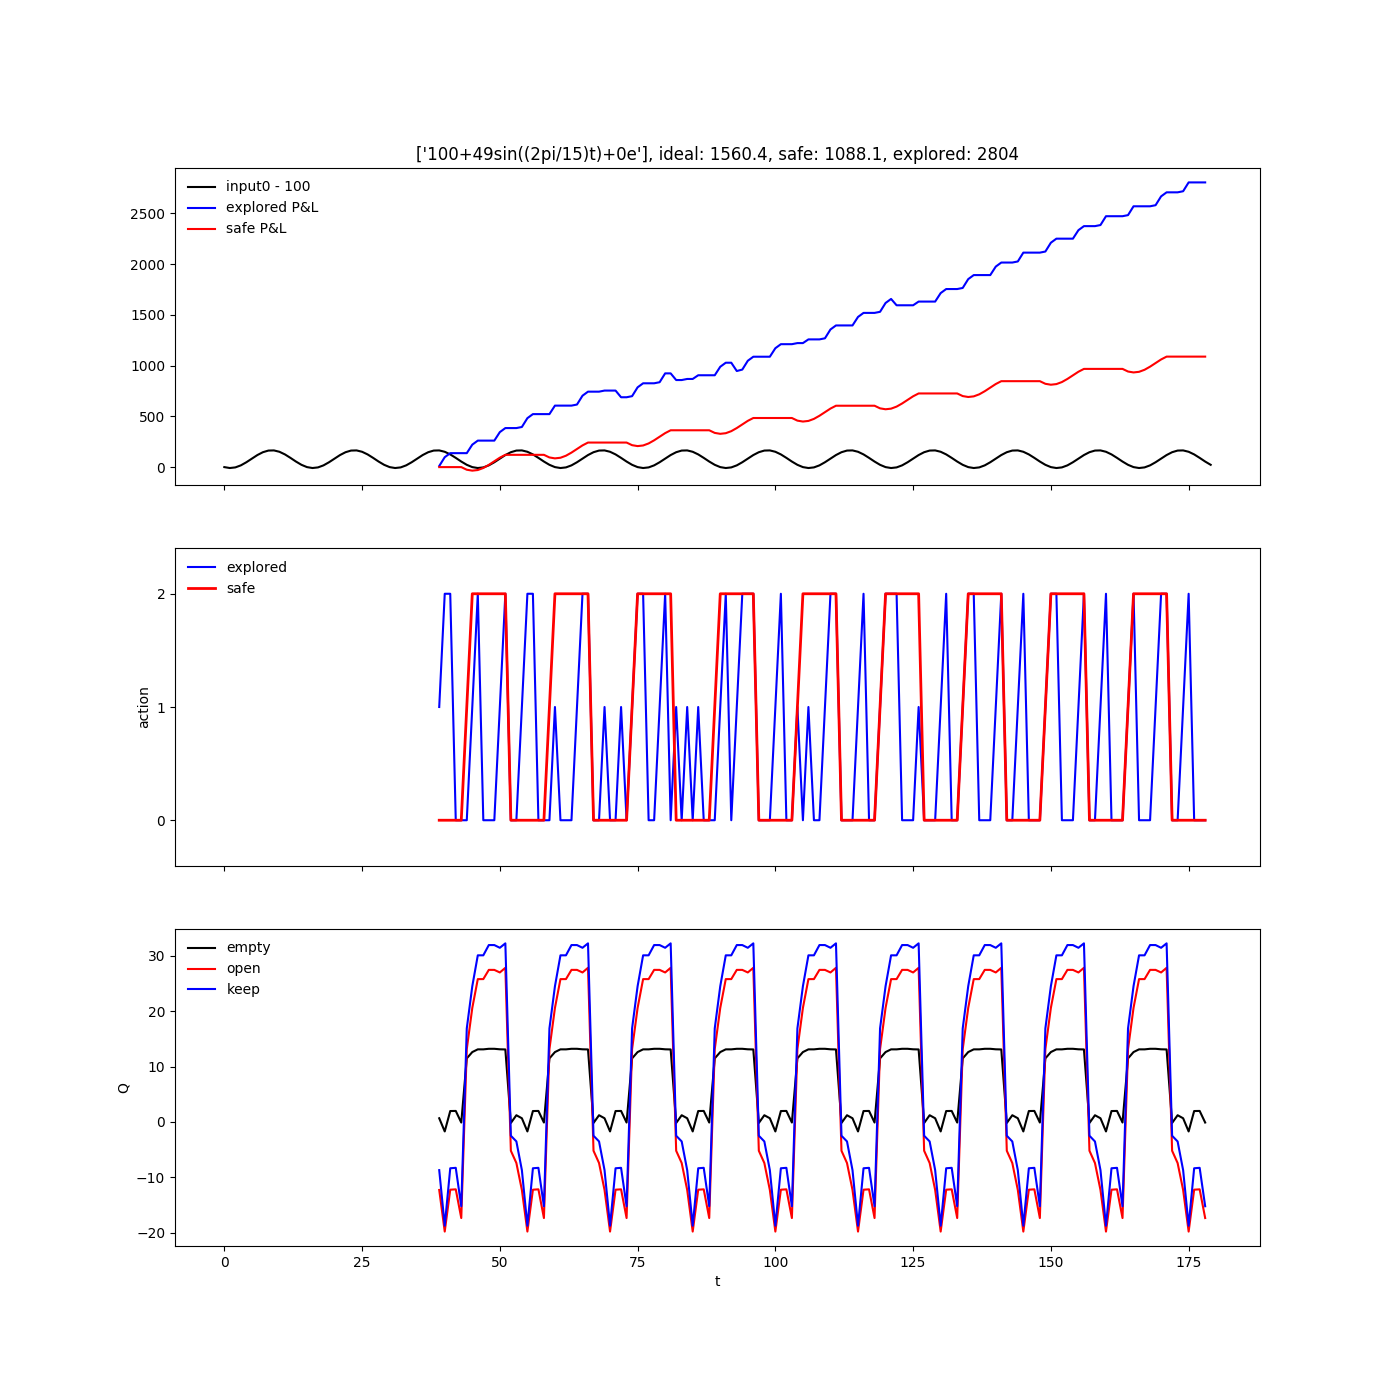 ['100+49sin((2pi/15)t)+0e'], ideal: 1560.4, safe: 1088.1, explored: 2804
input0 - 100
explored P&L
safe P&L
2500
2000
1500
1000
500
0
explored
safe
2
1
0
action
empty
open
keep
30
20
10
0
−10
−20
Q
0 25 50 75 100 125 150 175
t